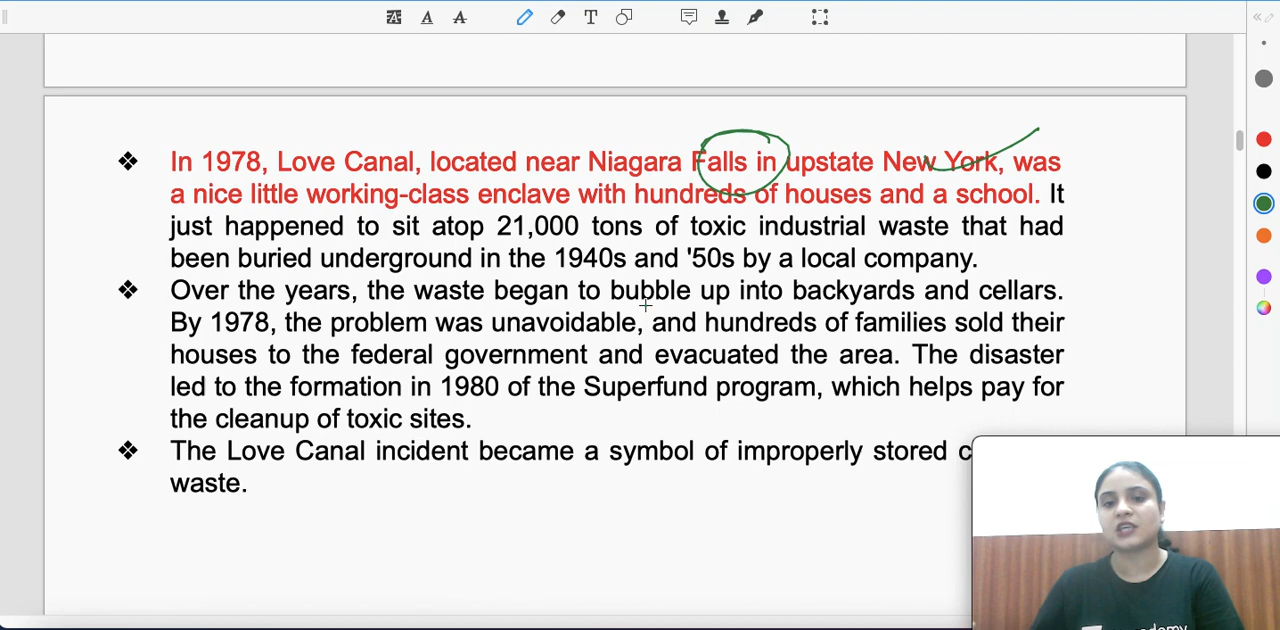 In 1978, Love Canal, located near Niagara Falls in upstate New York, was
a nice little working-class enclave with hundreds of houses and a school. It
just happened to sit atop 21,000 tons of toxic industrial waste that had
been buried underground in the 1940s and '50s by a local company.
Over the years, the waste began to bubble up into backyards and cellars.
By 1978, the problem was unavoidable, and hundreds of families sold their
houses to the federal government and evacuated the area. The disaster
led to the formation in 1980 of the Superfund program, which helps pay for
the cleanup of toxic sites.
The Love Canal incident became a symbol of improperly stored
waste.